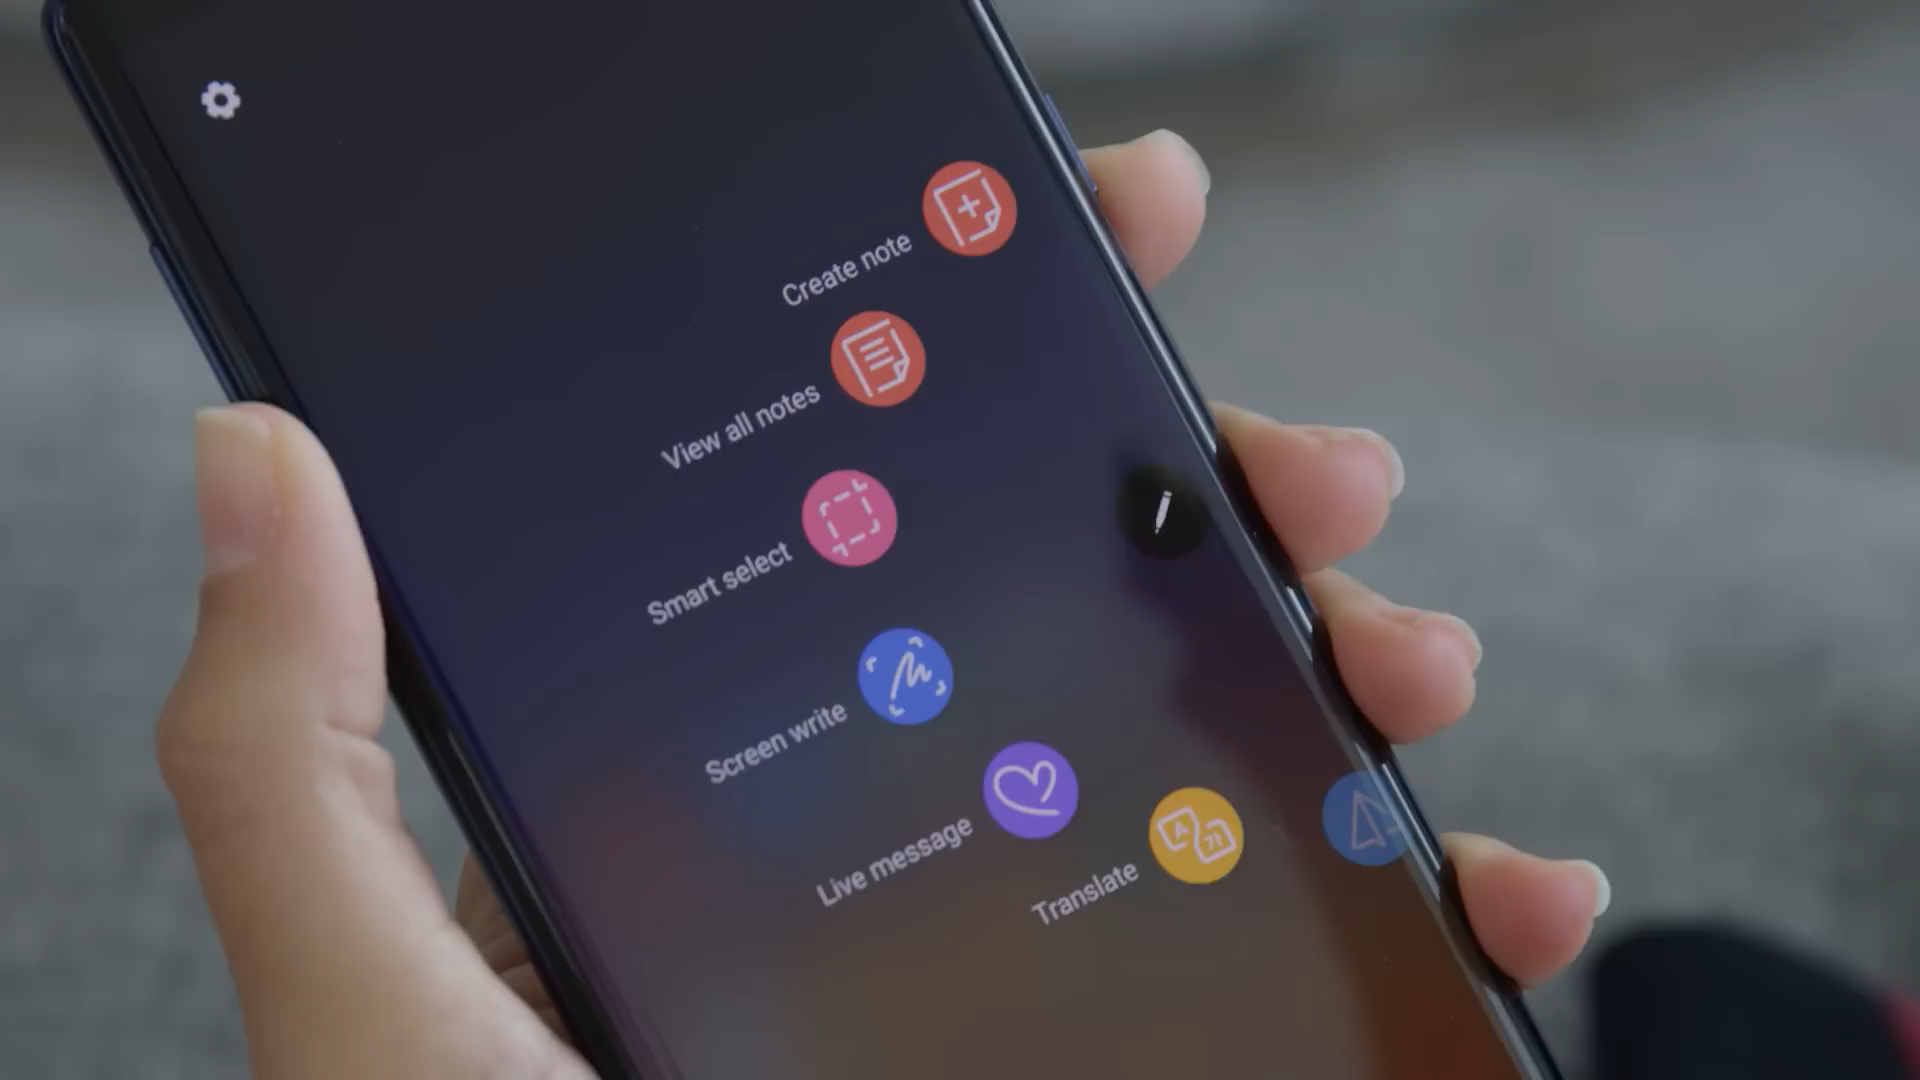 Create note
View all notes
Smart select
Screen write
Live message
Translate
A